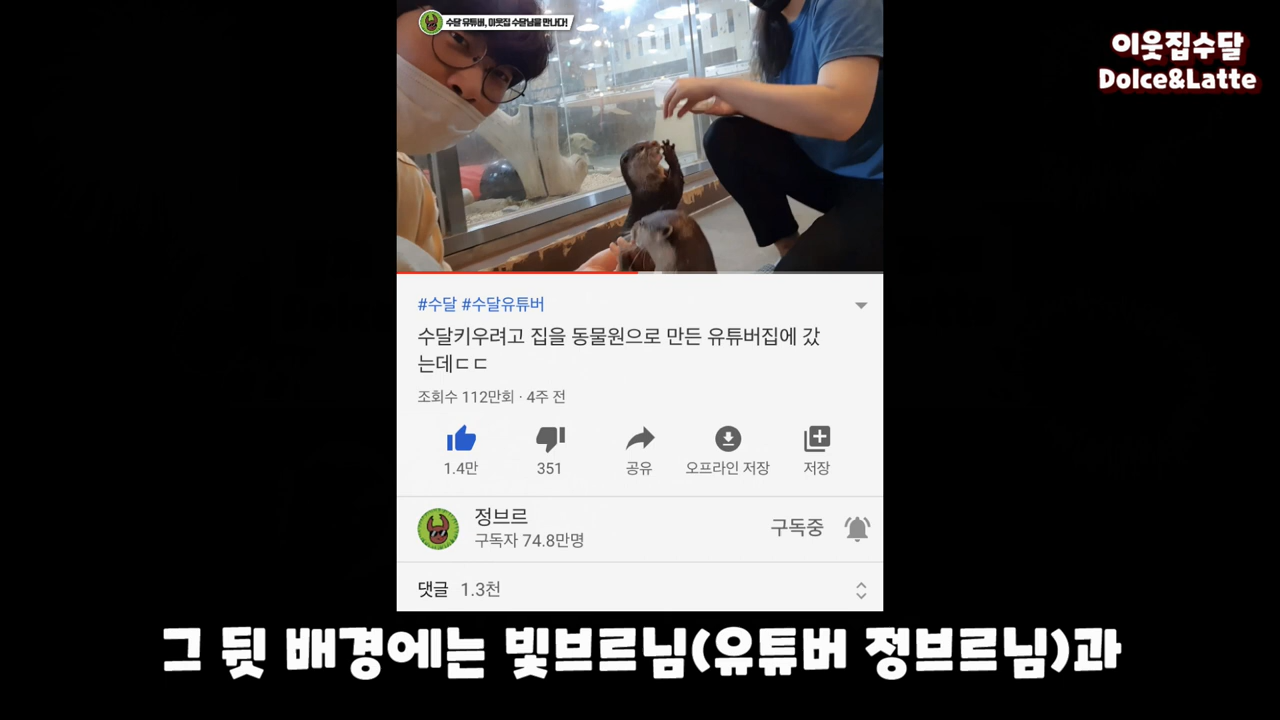 수달 유튜버, 이웃집 수달님을 만나다!
이웃집수달
Dolce&Latte
#수달 #수달유튜버
수달키우려고 집을 동물원으로 만든 유튜버집에 갔
는데ㄷㄷ
조회수 112만회 · 4주 전
1.4만 351 공유 오프라인 저장 저장
정브르
구독자 74.8만명
구독중
댓글 1.3천
그 뒷 배경에는 빛브르님(유튜버 정브르님)과